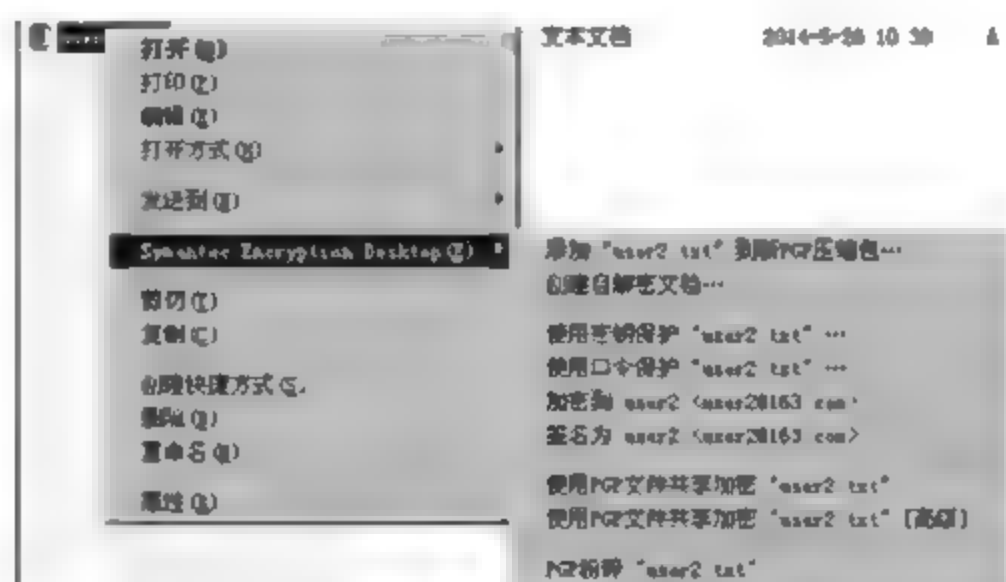 文本文档 2014-5-26 10 30
打开(O)
打印(P)
编辑(E)
打开方式(H)
发送到(N)
Symantec Encryption Desktop(E)
剪切(T)
复制(C)
创建快捷方式(S)
删除(D)
重命名(M)
属性(R)
添加 "user2 txt" 到新PGP压缩包…
创建自解密文档…
使用密钥保护 "user2 txt" …
使用口令保护 "user2 txt" …
加密到 user2 <user2@163 com>
签名为 user2 <user2@163 com>
使用PGP文件共享加密 "user2 txt"
使用PGP文件共享加密 "user2 txt" [高级]
PGP粉碎 "user2 txt"